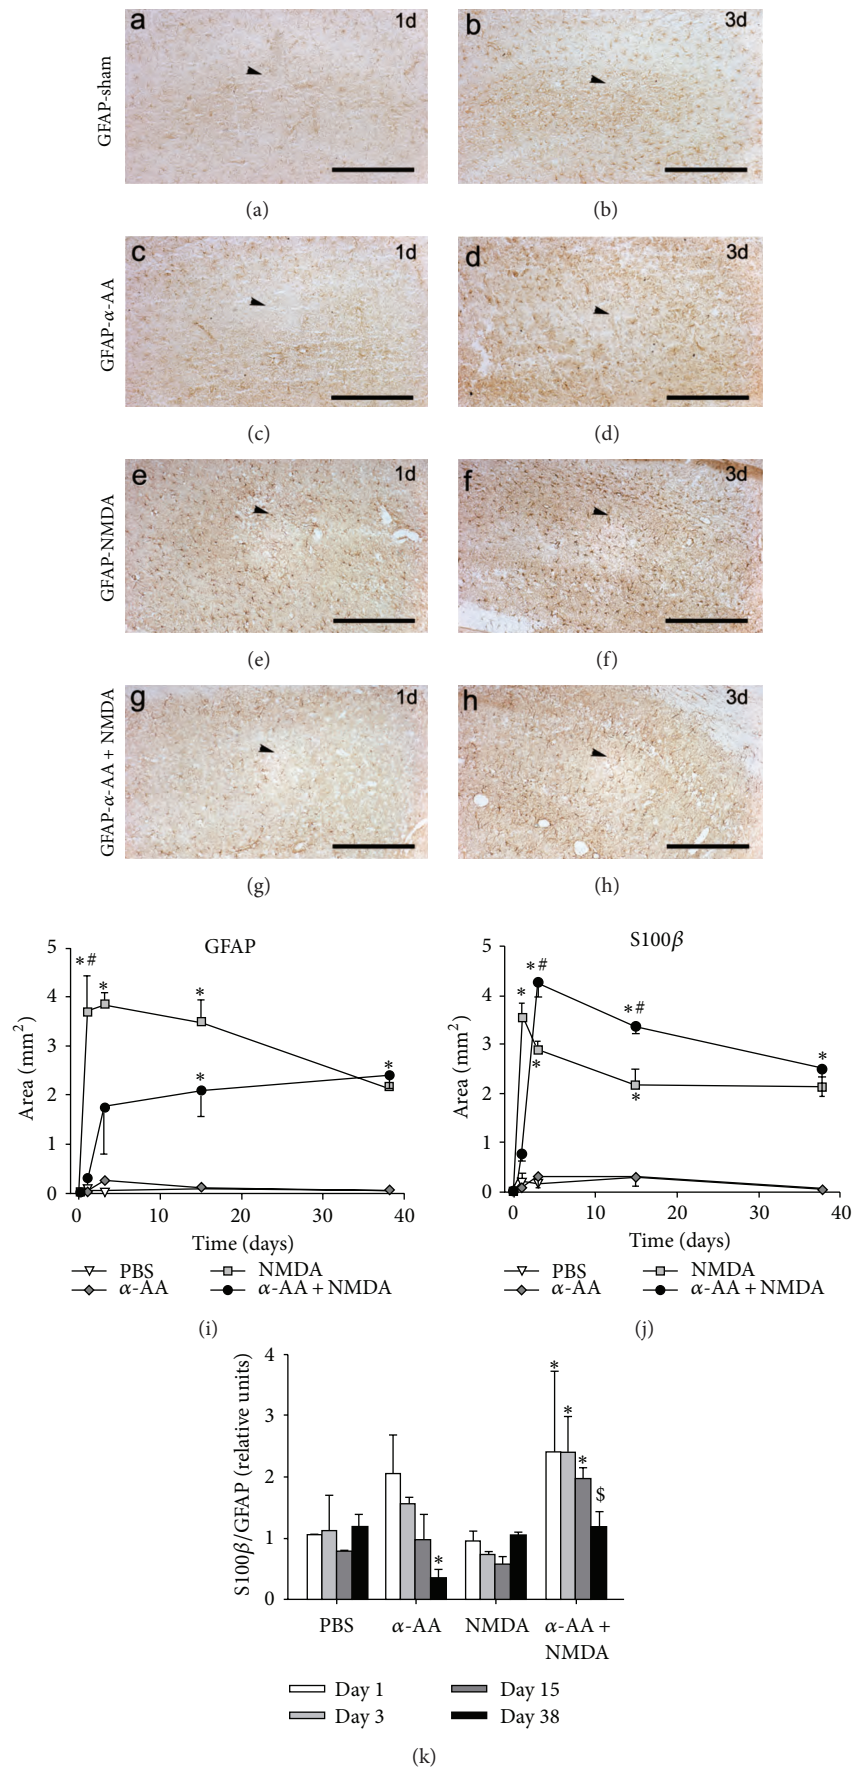 a 1d
b 3d
GFAP-sham
(a) (b)
c 1d
d 3d
GFAP-α-AA
(c) (d)
e 1d
f 3d
GFAP-NMDA
(e) (f)
g 1d
h 3d
GFAP-α-AA + NMDA
(g) (h)
GFAP
5
4
3
2
1
0
Area (mm2)
*#
*
*
*
*
0 10 20 30 40
Time (days)
PBS NMDA
α-AA α-AA + NMDA
(i)
S100β
5
4
3
2
1
0
Area (mm2)
*#
*
*
*#
*
*
0 10 20 30 40
Time (days)
PBS NMDA
α-AA α-AA + NMDA
(j)
4
3
2
1
0
S100β/GFAP (relative units)
*
*
*
*
$
PBS α-AA NMDA α-AA +
NMDA
Day 1 Day 15
Day 3 Day 38
(k)